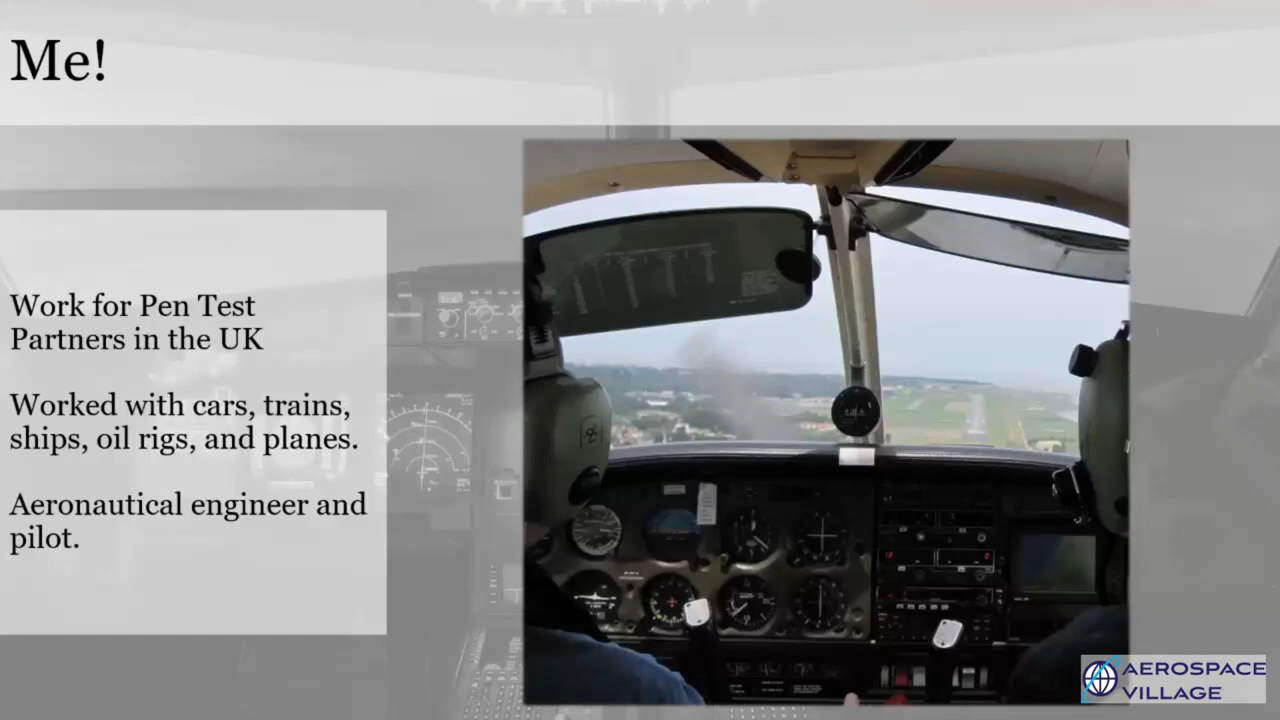 Me!
Work for Pen Test
Partners in the UK
Worked with cars, trains,
ships, oil rigs, and planes.
Aeronautical engineer and
pilot.
AEROSPACE
VILLAGE